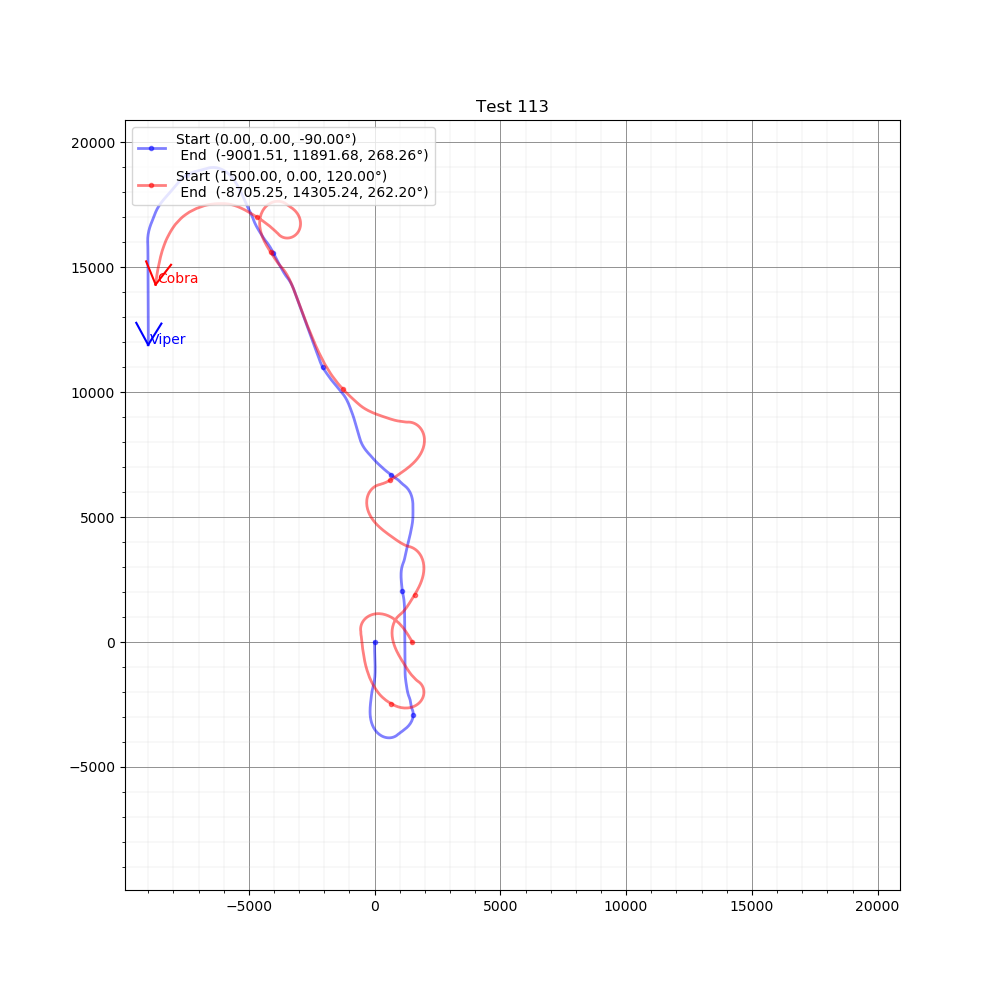 Test 113
Start (0.00, 0.00, -90.00°)
End  (-9001.51, 11891.68, 268.26°)
Start (1500.00, 0.00, 120.00°)
End  (-8705.25, 14305.24, 262.20°)
20000
15000
10000
5000
0
−5000
Cobra
Viper
−5000
0
5000
10000
15000
20000